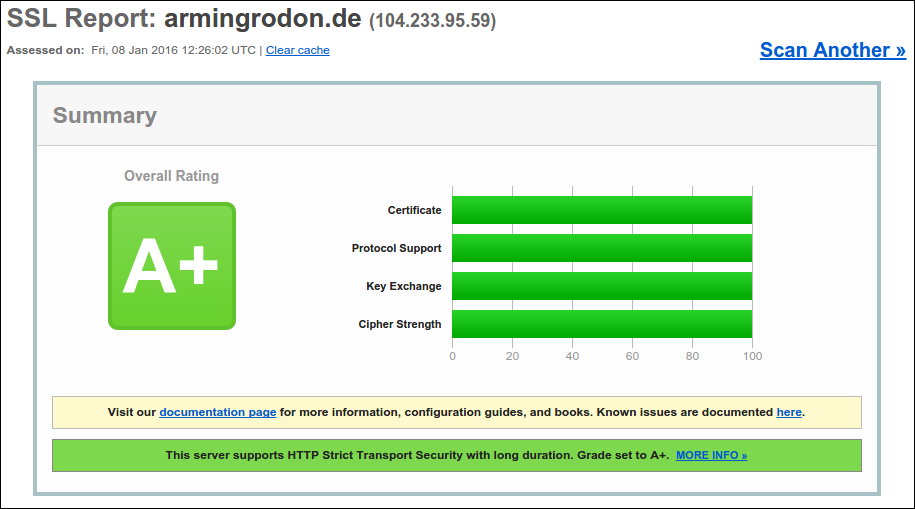 SSL Report: armingrodon.de (104.233.95.59)
Assessed on: Fri, 08 Jan 2016 12:26:02 UTC | Clear cache
Scan Another »
Summary
Overall Rating
A+
Certificate
Protocol Support
Key Exchange
Cipher Strength
0 20 40 60 80 100
Visit our documentation page for more information, configuration guides, and books. Known issues are documented here.
This server supports HTTP Strict Transport Security with long duration. Grade set to A+. MORE INFO »